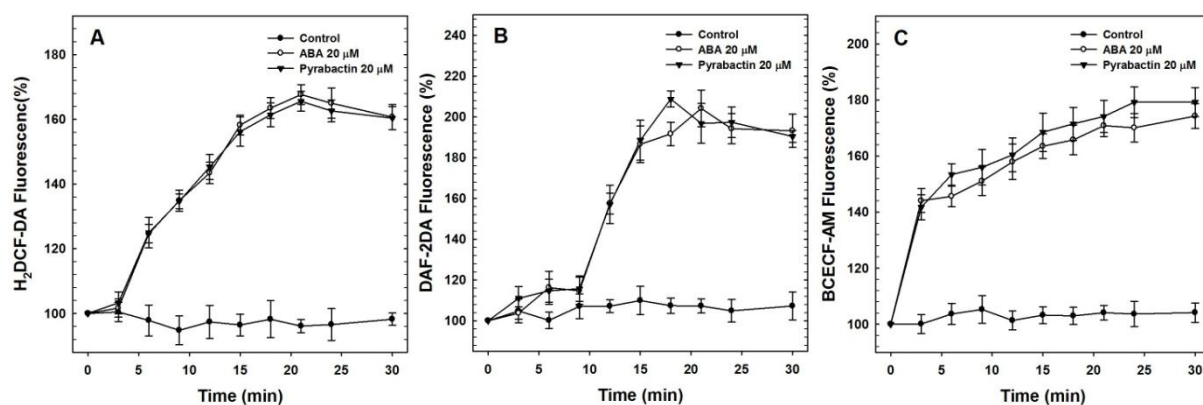 A
Control
ABA 20 μM
Pyrabactin 20 μM
H₂DCF-DA Fluorescenc(%)
180
160
140
120
100
0 5 10 15 20 25 30
Time (min)
B
Control
ABA 20 μM
Pyrabactin 20 μM
DAF-2DA Fluorescence (%)
240
220
200
180
160
140
120
100
80
0 5 10 15 20 25 30
Time (min)
C
Control
ABA 20 μM
Pyrabactin 20 μM
BCECF-AM Fluorescence (%)
200
180
160
140
120
100
0 5 10 15 20 25 30
Time (min)